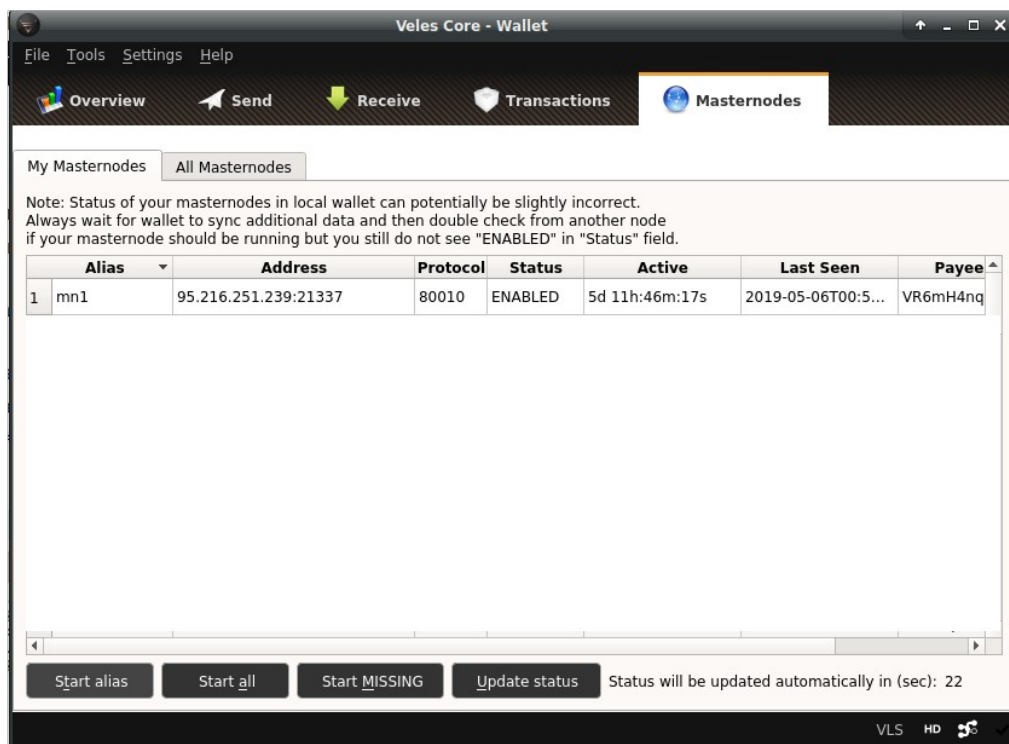 Veles Core - Wallet
File Tools Settings Help
Overview Send Receive Transactions Masternodes
My Masternodes All Masternodes
Note: Status of your masternodes in local wallet can potentially be slightly incorrect.
Always wait for wallet to sync additional data and then double check from another node
if your masternode should be running but you still do not see "ENABLED" in "Status" field.
Alias Address Protocol Status Active Last Seen Payee
1 mn1 95.216.251.239:21337 80010 ENABLED 5d 11h:46m:17s 2019-05-06T00:5... VR6mH4nq
Start alias Start all Start MISSING Update status Status will be updated automatically in (sec): 22
VLS HD